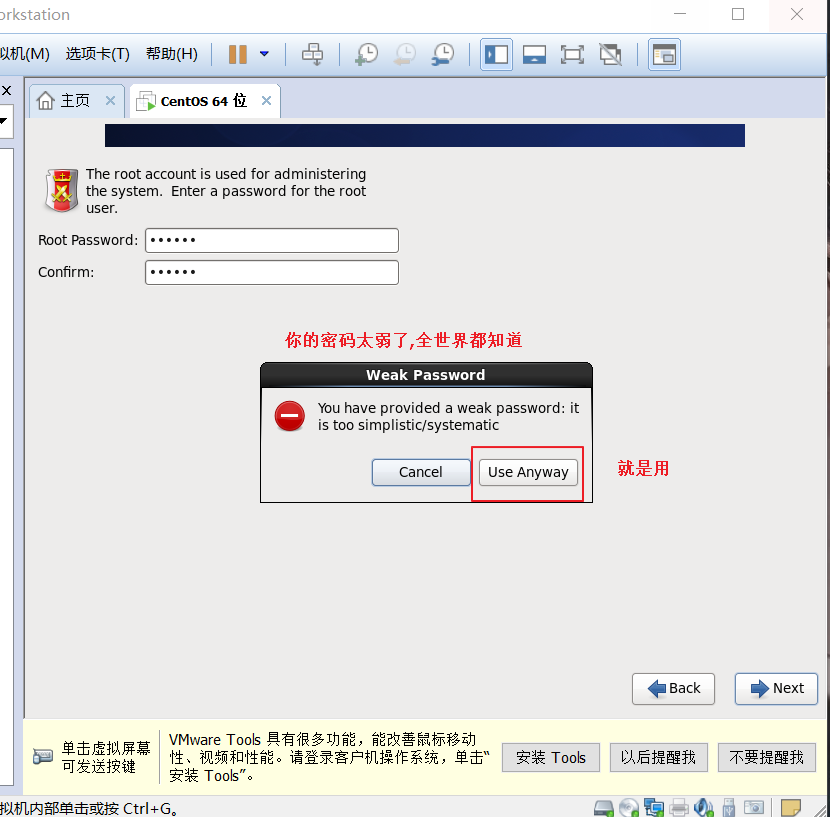 orkstation
拟机(M) 选项卡(T) 帮助(H)
主页 CentOS 64 位
The root account is used for administering
the system. Enter a password for the root
user.
Root Password: ••••••
Confirm: ••••••
你的密码太弱了,全世界都知道
Weak Password
You have provided a weak password: it
is too simplistic/systematic
Cancel Use Anyway
就是用
Back Next
单击虚拟屏幕
可发送按键
VMware Tools 具有很多功能，能改善鼠标移动
性、视频和性能。请登录客户机操作系统，单击“
安装 Tools”。
安装 Tools 以后提醒我 不要提醒我
拟机内部单击或按 Ctrl+G。